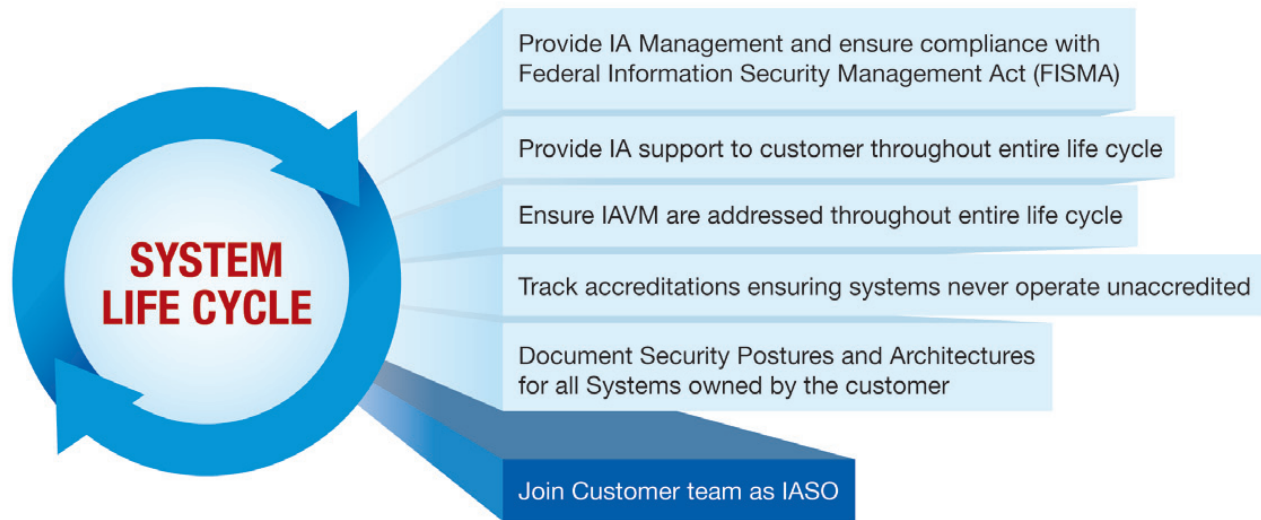 SYSTEM
LIFE CYCLE
Provide IA Management and ensure compliance with
Federal Information Security Management Act (FISMA)
Provide IA support to customer throughout entire life cycle
Ensure IAVM are addressed throughout entire life cycle
Track accreditations ensuring systems never operate unaccredited
Document Security Postures and Architectures
for all Systems owned by the customer
Join Customer team as IASO